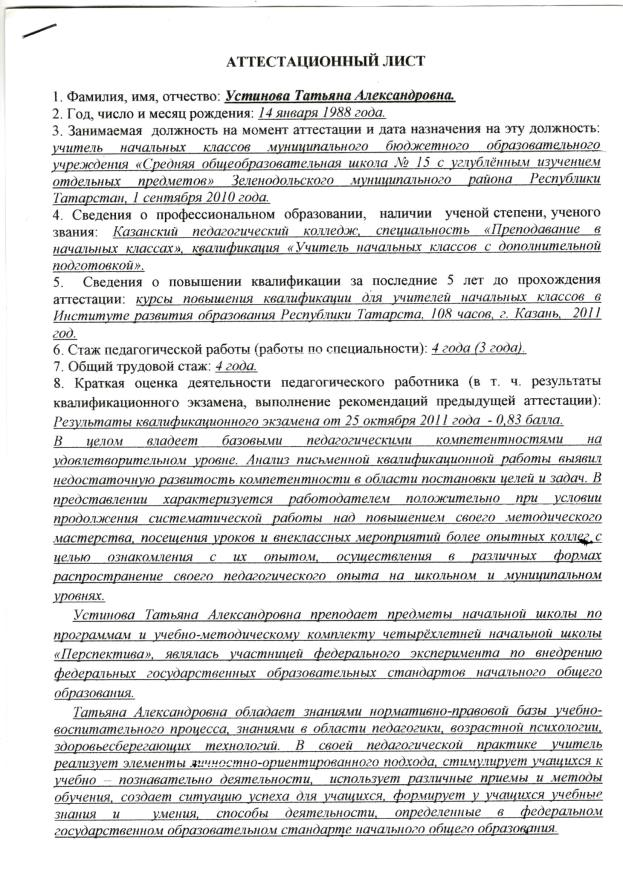 АТТЕСТАЦИОННЫЙ ЛИСТ
1. Фамилия, имя, отчество: Устинова Татьяна Александровна.
2. Год, число и месяц рождения: 14 января 1988 года.
3. Занимаемая должность на момент аттестации и дата назначения на эту должность:
учитель начальных классов муниципального бюджетного образовательного
учреждения «Средняя общеобразовательная школа № 15 с углублённым изучением
отдельных предметов» Зеленодольского муниципального района Республики
Татарстан, 1 сентября 2010 года.
4. Сведения о профессиональном образовании, наличии ученой степени, ученого
звания: Казанский педагогический колледж, специальность «Преподавание в
начальных классах», квалификация «Учитель начальных классов с дополнительной
подготовкой».
5. Сведения о повышении квалификации за последние 5 лет до прохождения
аттестации: курсы повышения квалификации для учителей начальных классов в
Институте развития образования Республики Татарста, 108 часов, г. Казань, 2011
год.
6. Стаж педагогической работы (работы по специальности): 4 года (3 года).
7. Общий трудовой стаж: 4 года.
8. Краткая оценка деятельности педагогического работника (в т. ч. результаты
квалификационного экзамена, выполнение рекомендаций предыдущей аттестации):
Результаты квалификационного экзамена от 25 октября 2011 года - 0,83 балла.
В целом владеет базовыми педагогическими компетентностями на
удовлетворительном уровне. Анализ письменной квалификационной работы выявил
недостаточную развитость компетентности в области постановки целей и задач. В
представлении характеризуется работодателем положительно при условии
продолжения систематической работы над повышением своего методического
мастерства, посещения уроков и внеклассных мероприятий более опытных коллег с
целью ознакомления с их опытом, осуществления в различных формах
распространение своего педагогического опыта на школьном и муниципальном
уровнях.
Устинова Татьяна Александровна преподает предметы начальной школы по
программам и учебно-методическому комплекту четырёхлетней начальной школы
«Перспектива», являлась участницей федерального эксперимента по внедрению
федеральных государственных образовательных стандартов начального общего
образования.
Татьяна Александровна обладает знаниями нормативно-правовой базы учебно-
воспитательного процесса, знаниями в области педагогики, возрастной психологии,
здоровьесберегающих технологий. В своей педагогической практике учитель
реализует элементы личностно-ориентированного подхода, стимулирует учащихся к
учебно – познавательно деятельности, использует различные приемы и методы
обучения, создает ситуацию успеха для учащихся, формирует у учащихся учебные
знания и умения, способы деятельности, определенные в федеральном
государственном образовательном стандарте начального общего образования.